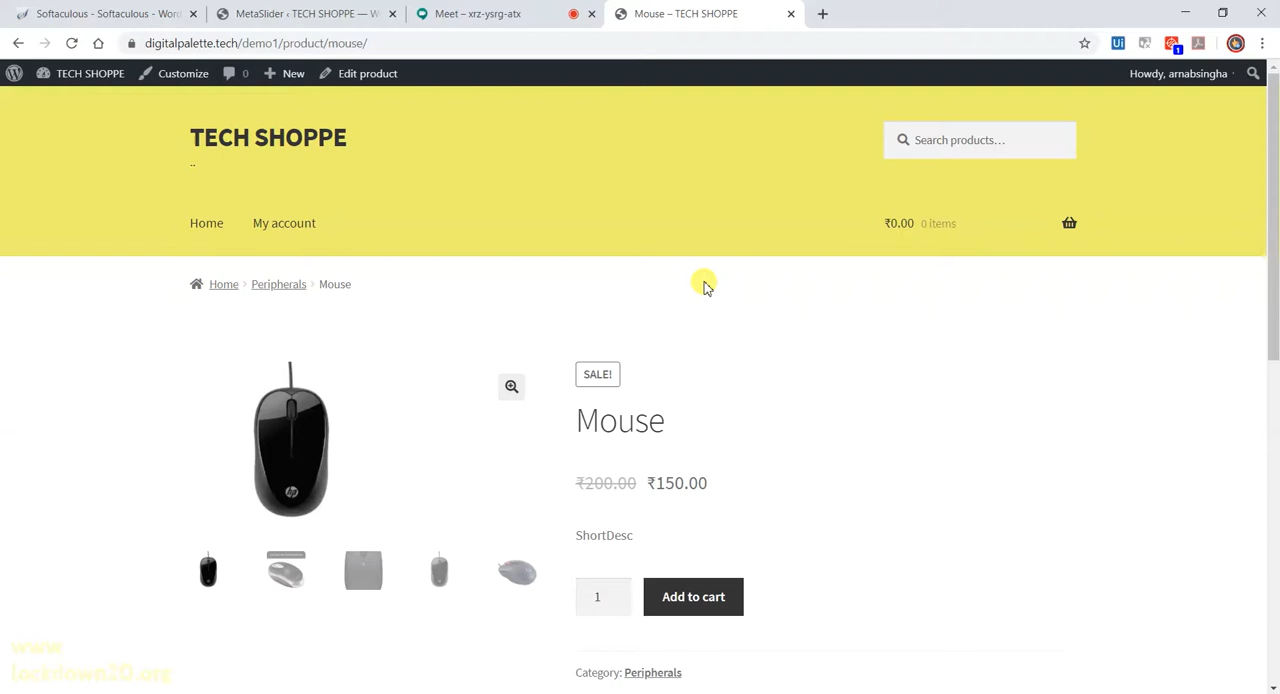 Softaculous - Softaculous - Word
MetaSlider ‹ TECH SHOPPE — W
Meet – xrz-ysrg-atx
Mouse – TECH SHOPPE
digitalpalette.tech/demo1/product/mouse/
TECH SHOPPE
Customize
0
New
Edit product
Howdy, arnabsingha
TECH SHOPPE
..
Search products…
Home
My account
₹0.00 0 items
Home › Peripherals › Mouse
SALE!
Mouse
₹200.00 ₹150.00
ShortDesc
1
Add to cart
www
lockdown20.org
Category: Peripherals